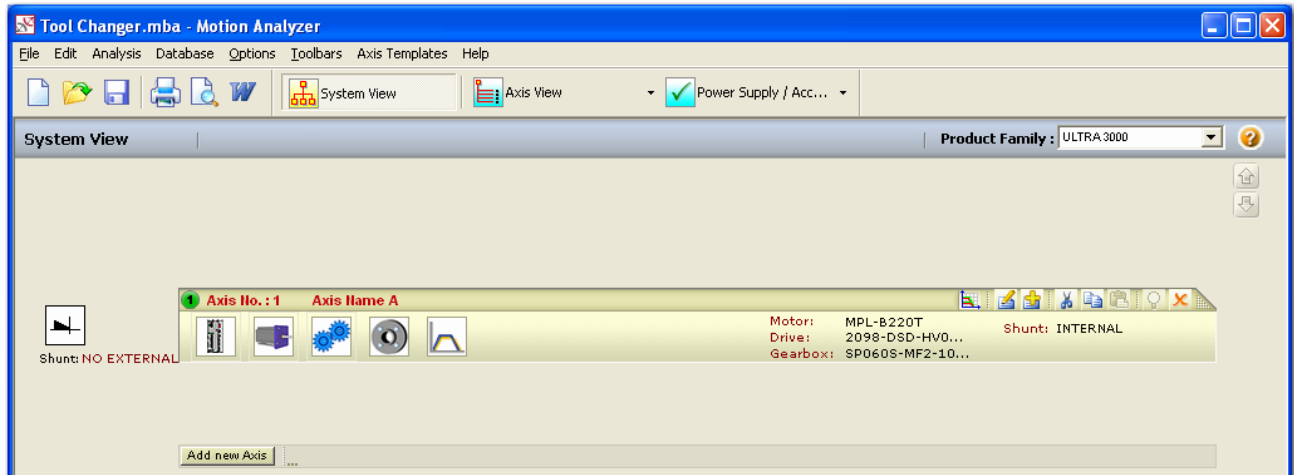 Tool Changer.mba - Motion Analyzer
File Edit Analysis Database Options Toolbars Axis Templates Help
W System View Axis View Power Supply / Acc...
System View Product Family : ULTRA3000 ?
1 Axis No. : 1 Axis Name A
Motor: MPL-B220T Shunt: INTERNAL
Drive: 2098-DSD-HV0...
Gearbox: SP060S-MF2-10...
Shunt: NO EXTERNAL
Add new Axis ...